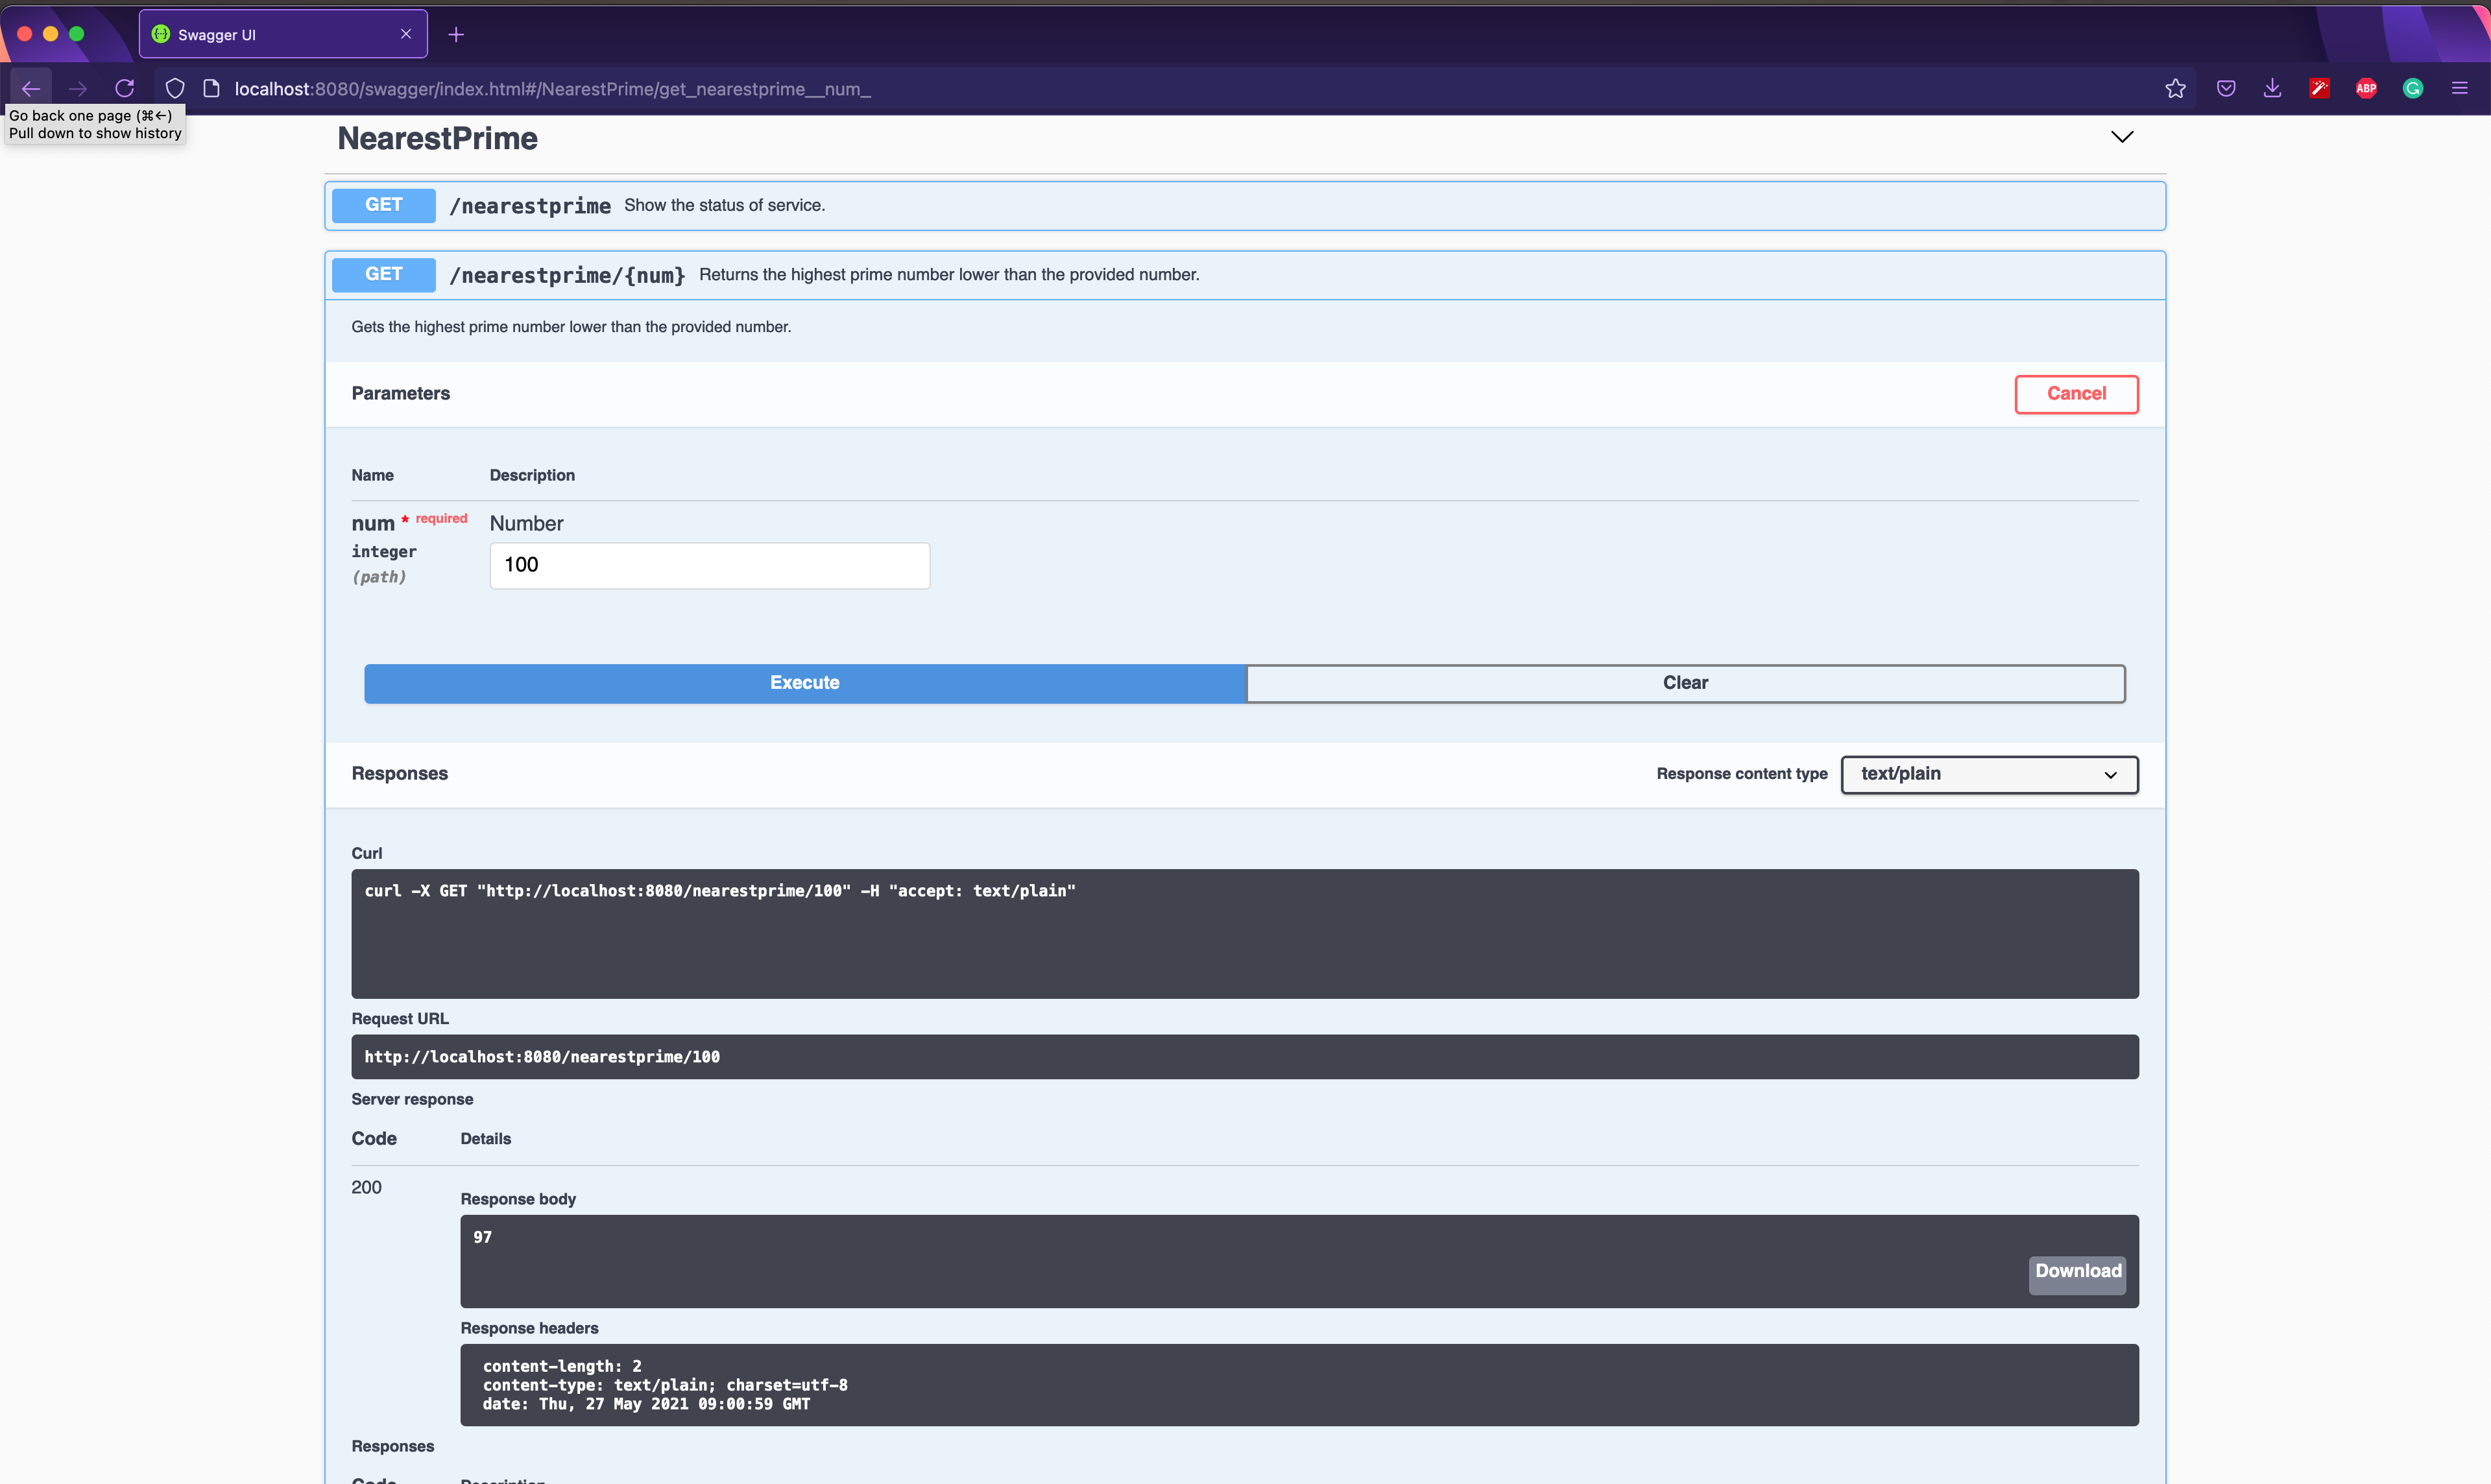 Swagger UI
localhost:8080/swagger/index.html#/NearestPrime/get_nearestprime__num_
ABP
G
Go back one page (⌘←)
Pull down to show history
NearestPrime
GET /nearestprime Show the status of service.
GET /nearestprime/{num} Returns the highest prime number lower than the provided number.
Gets the highest prime number lower than the provided number.
Parameters
Cancel
Name Description
num * required Number
integer
100
(path)
Execute
Clear
Responses
Response content type text/plain
Curl
curl -X GET "http://localhost:8080/nearestprime/100" -H "accept: text/plain"
Request URL
http://localhost:8080/nearestprime/100
Server response
Code Details
200
Response body
97
Download
Response headers
content-length: 2
content-type: text/plain; charset=utf-8
date: Thu, 27 May 2021 09:00:59 GMT
Responses
Code Description